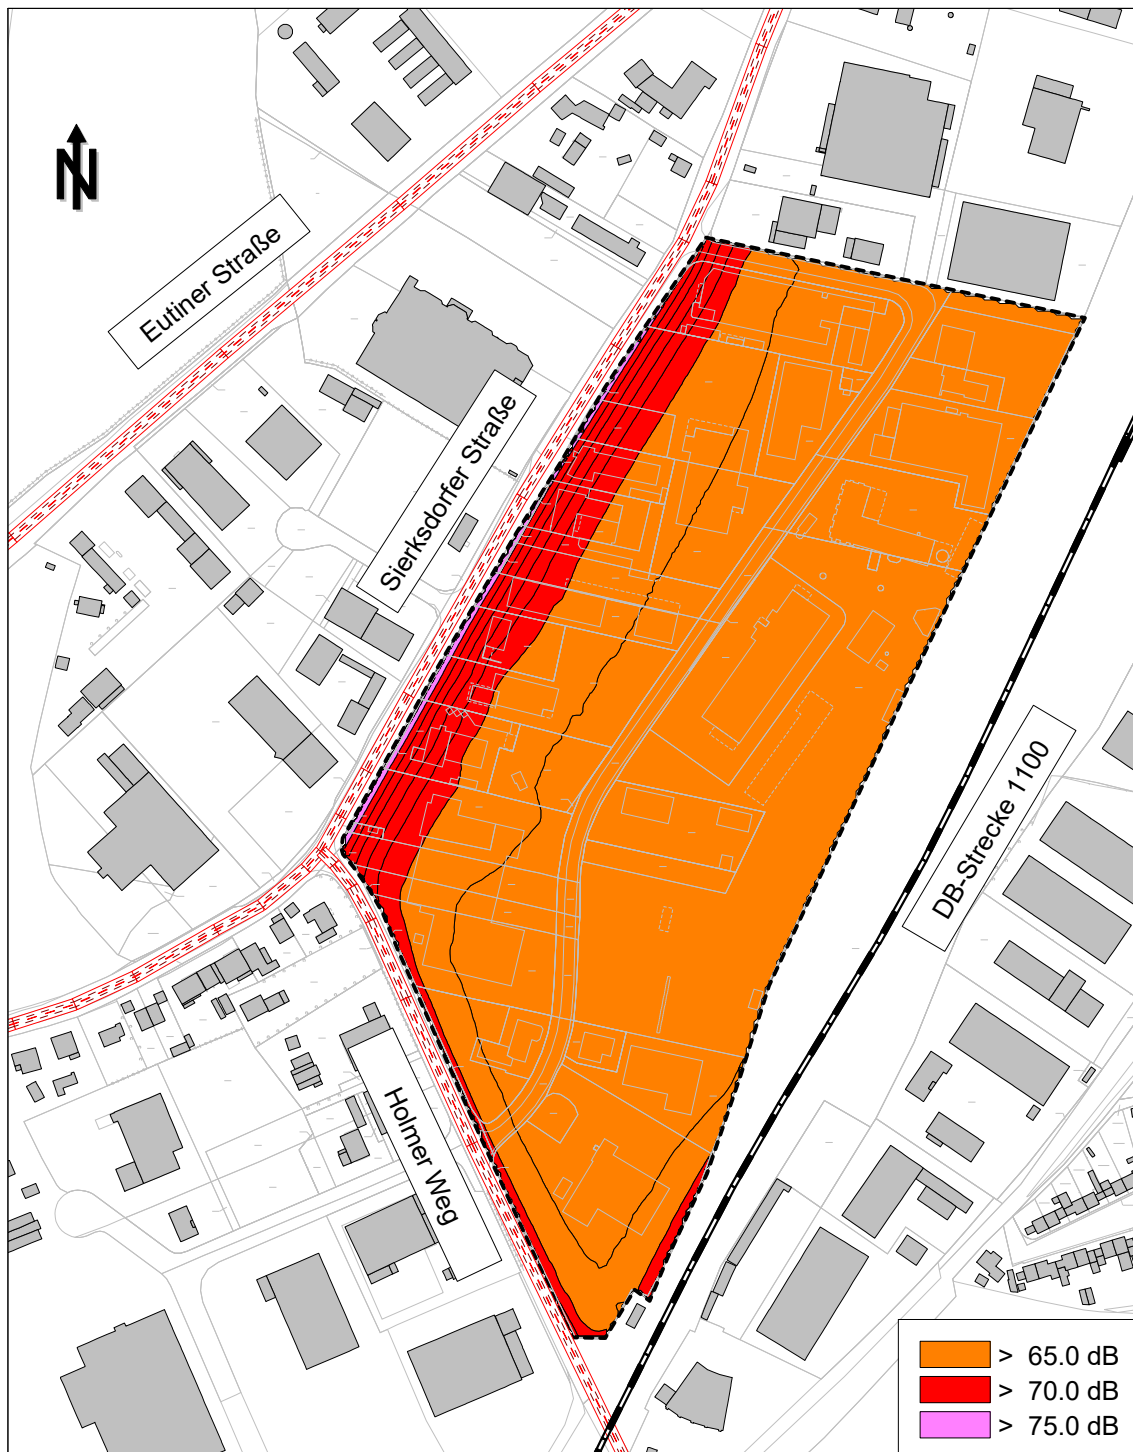 N
Eutiner Straße
Sierksdorfer Straße
DB-Strecke 1100
Holmer Weg
> 65.0 dB
> 70.0 dB
> 75.0 dB